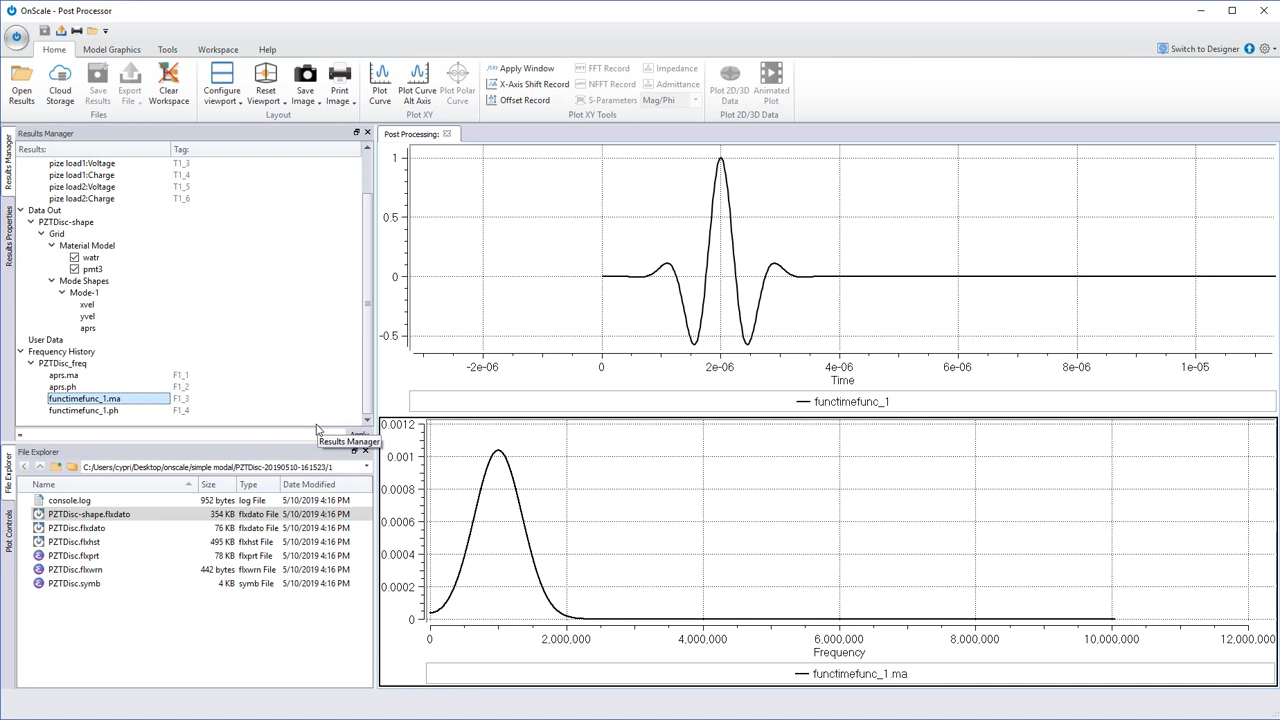 OnScale - Post Processor
Home Model Graphics Tools Workspace Help
Switch to Designer
Open Results
Cloud Storage
Save Results
Export File
Clear Workspace
Configure viewport
Reset Viewport
Save Image
Print Image
Plot Curve
Plot Curve Alt Axis
Plot Polar Curve
Apply Window
X-Axis Shift Record
Offset Record
FFT Record
NFFT Record
S-Parameters
Impedance
Admittance
Mag/Phi
Plot 2D/3D Data
Animated Plot
Files Layout Plot XY Plot XY Tools Plot 2D/3D Data
Results Manager
Results Properties
Results Manager
Results: Tag:
pize load1:Voltage T1_3
pize load1:Charge T1_4
pize load2:Voltage T1_5
pize load2:Charge T1_6
Data Out
PZTDisc-shape
Grid
Material Model
watr
pmt3
Mode Shapes
Mode-1
xvel
yvel
aprs
User Data
Frequency History
PZTDisc_freq
aprs.ma F1_1
aprs.ph F1_2
functimefunc_1.ma F1_3
functimefunc_1.ph F1_4
=
Results Manager
File Explorer
Plot Controls
File Explorer
C:/Users/cypri/Desktop/onscale/simple modal/PZTDisc-20190510-161523/1
Name Size Type Date Modified
console.log 952 bytes log File 5/10/2019 4:16 PM
PZTDisc-shape.flxdato 354 KB flxdato File 5/10/2019 4:16 PM
PZTDisc.flxdato 76 KB flxdato File 5/10/2019 4:16 PM
PZTDisc.flxhst 495 KB flxhst File 5/10/2019 4:16 PM
PZTDisc.flxprt 78 KB flxprt File 5/10/2019 4:16 PM
PZTDisc.flxwrn 442 bytes flxwrn File 5/10/2019 4:16 PM
PZTDisc.symb 4 KB symb File 5/10/2019 4:16 PM
Post Processing:
1
0.5
0
-0.5
-2e-06 0 2e-06 4e-06 6e-06 8e-06 1e-05
Time
functimefunc_1
0.0012
0.001
0.0008
0.0006
0.0004
0.0002
0
0 2,000,000 4,000,000 6,000,000 8,000,000 10,000,000 12,000,000
Frequency
functimefunc_1.ma